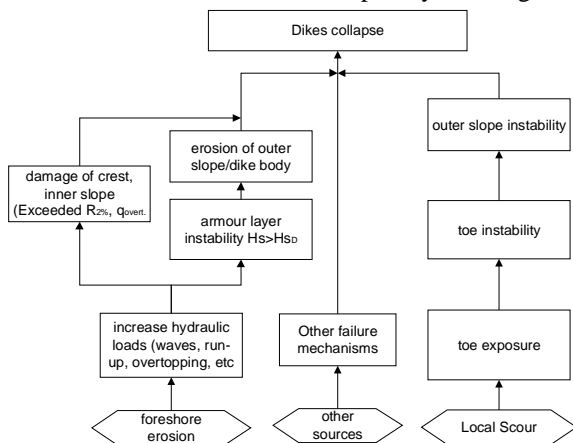 Dikes collapse
outer slope instability
erosion of outer
slope/dike body
damage of crest,
inner slope
(Exceeded R2%, qovert.
armour layer
instability Hs>HsD
toe instability
increase hydraulic
loads (waves, run-
up, overtopping, etc
Other failure
mechanisms
toe exposure
foreshore
erosion
other
sources
Local Scour